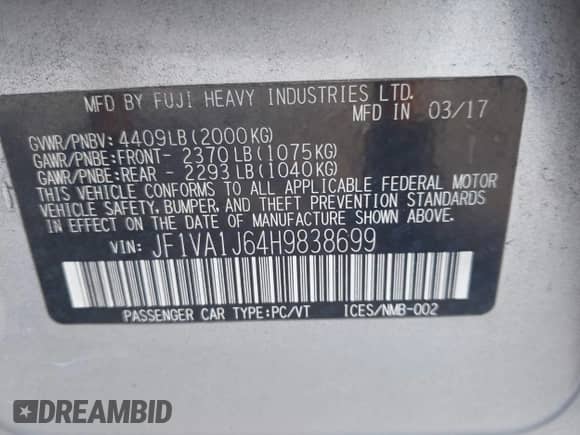 MFD BY FUJI HEAVY INDUSTRIES LTD.
MFD IN 03/17
GVWR/PNBV: 4409LB(2000KG)
GAWR/PNBE:FRONT- 2370LB(1075KG)
GAWR/PNBE:REAR - 2293LB(1040KG)
THIS VEHICLE CONFORMS TO ALL APPLICABLE FEDERAL MOTOR
VEHICLE SAFETY, BUMPER, AND THEFT PREVENTION STANDARDS
IN EFFECT ON THE DATE OF MANUFACTURE SHOWN ABOVE.
VIN: JF1VA1J64H9838699
PASSENGER CAR TYPE:PC/VT ICES/NMB-002
DREAMBID